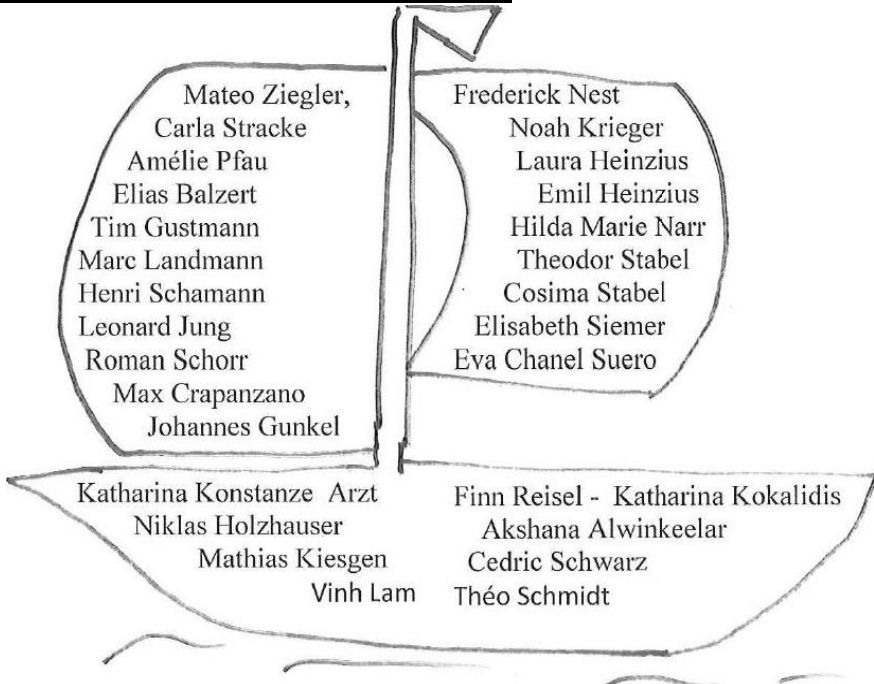 Mateo Ziegler,
Carla Stracke
Amélie Pfau
Elias Balzert
Tim Gustmann
Marc Landmann
Henri Schamann
Leonard Jung
Roman Schorr
Max Crapanzano
Johannes Gunkel
Frederick Nest
Noah Krieger
Laura Heinzius
Emil Heinzius
Hilda Marie Narr
Theodor Stabel
Cosima Stabel
Elisabeth Siemer
Eva Chanel Suero
Katharina Konstanze Arzt
Niklas Holzhauser
Mathias Kiesgen
Vinh Lam
Finn Reisel - Katharina Kokalidis
Akshana Alwinkeelar
Cedric Schwarz
Théo Schmidt